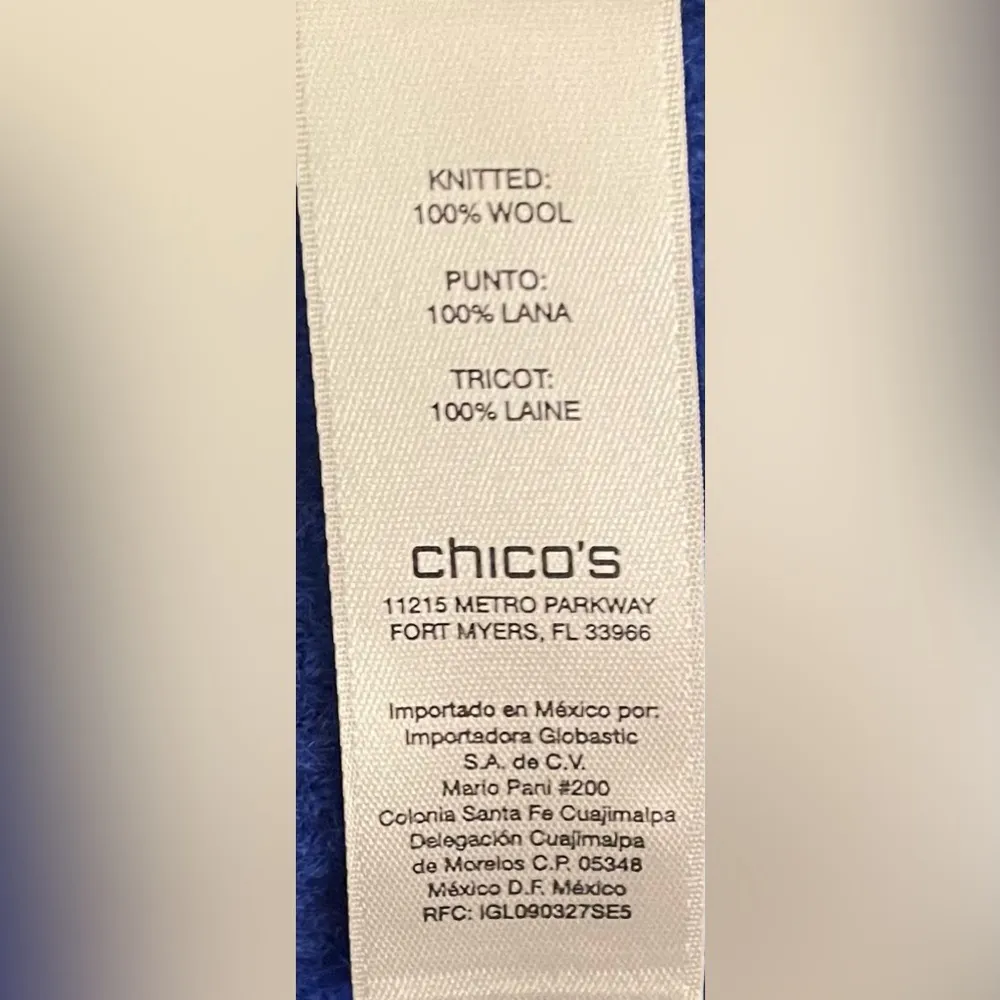 KNITTED:
100% WOOL
PUNTO:
100% LANA
TRICOT:
100% LAINE
chico's
11215 METRO PARKWAY
FORT MYERS, FL 33966
Importado en México por:
Importadora Globastic
S.A. de C.V.
Mario Pani #200
Colonia Santa Fe Cuajimalpa
Delegación Cuajimalpa
de Morelos C.P. 05348
México D.F. México
RFC: IGL090327SE5